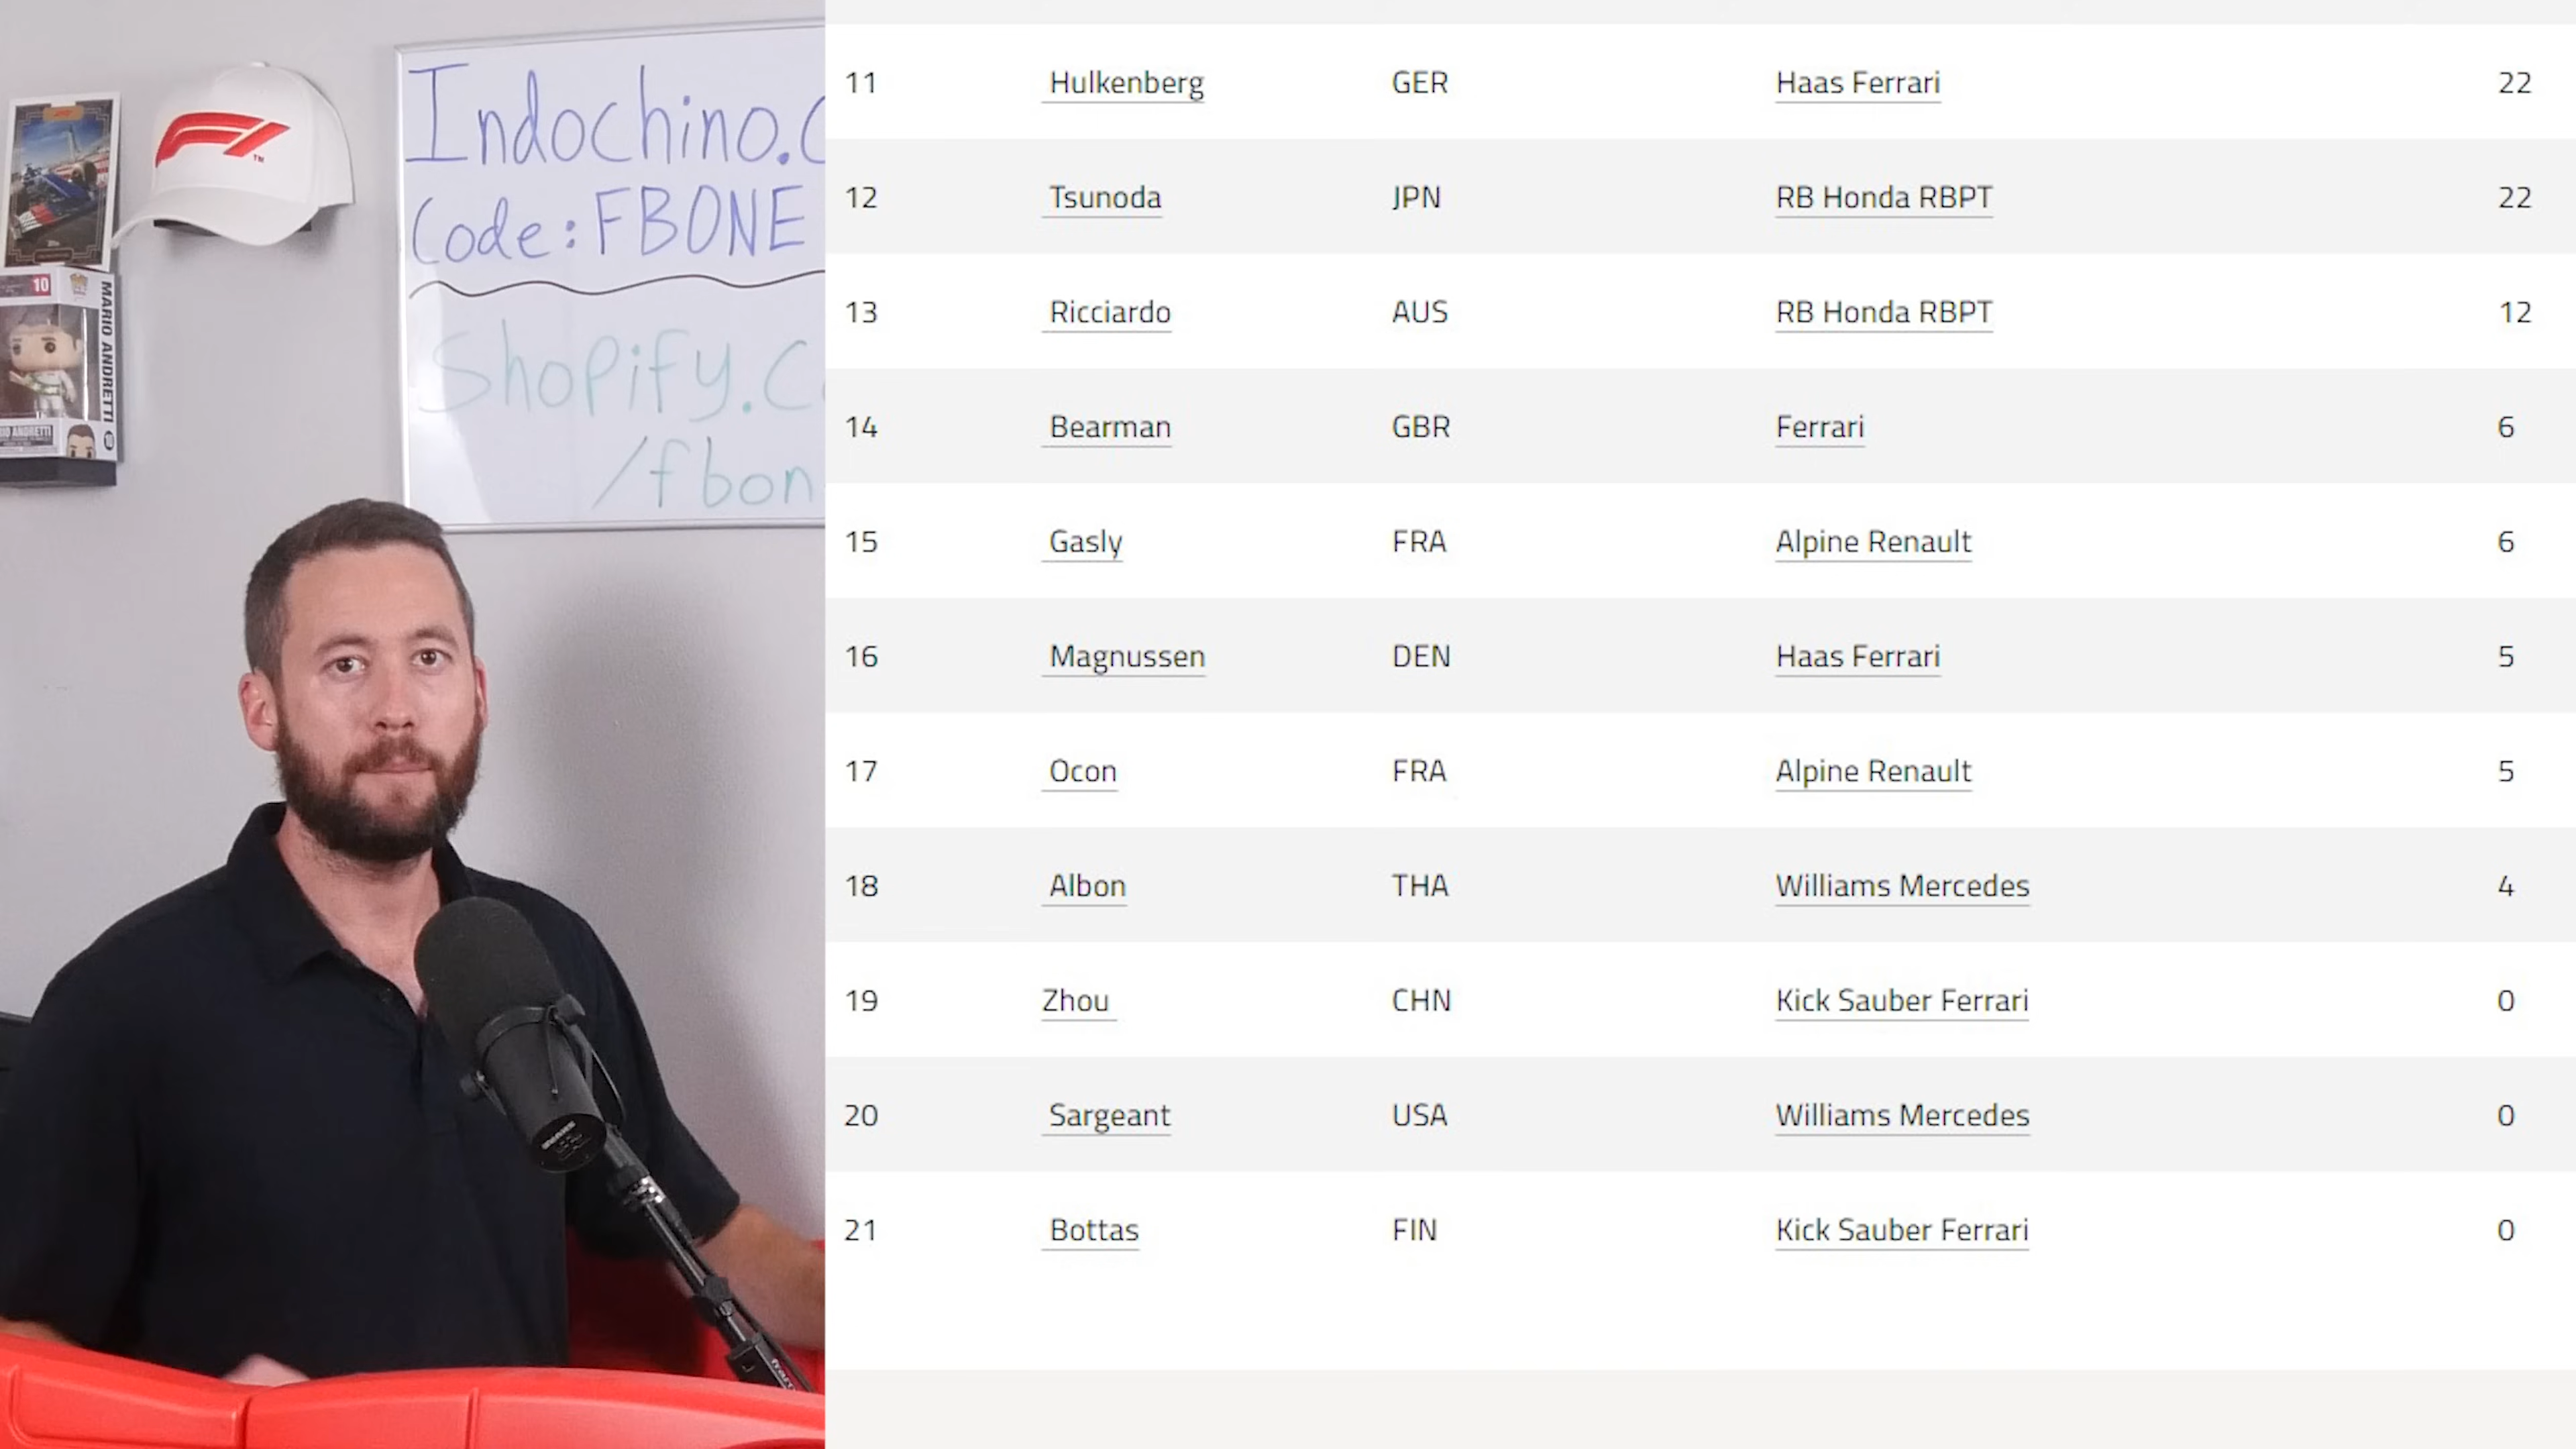 F1
TM
Indochino.c
Code: FBONE
Shopify.c
/fbon
10
MARIO ANDRETTI
10
11 Hulkenberg GER Haas Ferrari 22
12 Tsunoda JPN RB Honda RBPT 22
13 Ricciardo AUS RB Honda RBPT 12
14 Bearman GBR Ferrari 6
15 Gasly FRA Alpine Renault 6
16 Magnussen DEN Haas Ferrari 5
17 Ocon FRA Alpine Renault 5
18 Albon THA Williams Mercedes 4
19 Zhou CHN Kick Sauber Ferrari 0
20 Sargeant USA Williams Mercedes 0
21 Bottas FIN Kick Sauber Ferrari 0